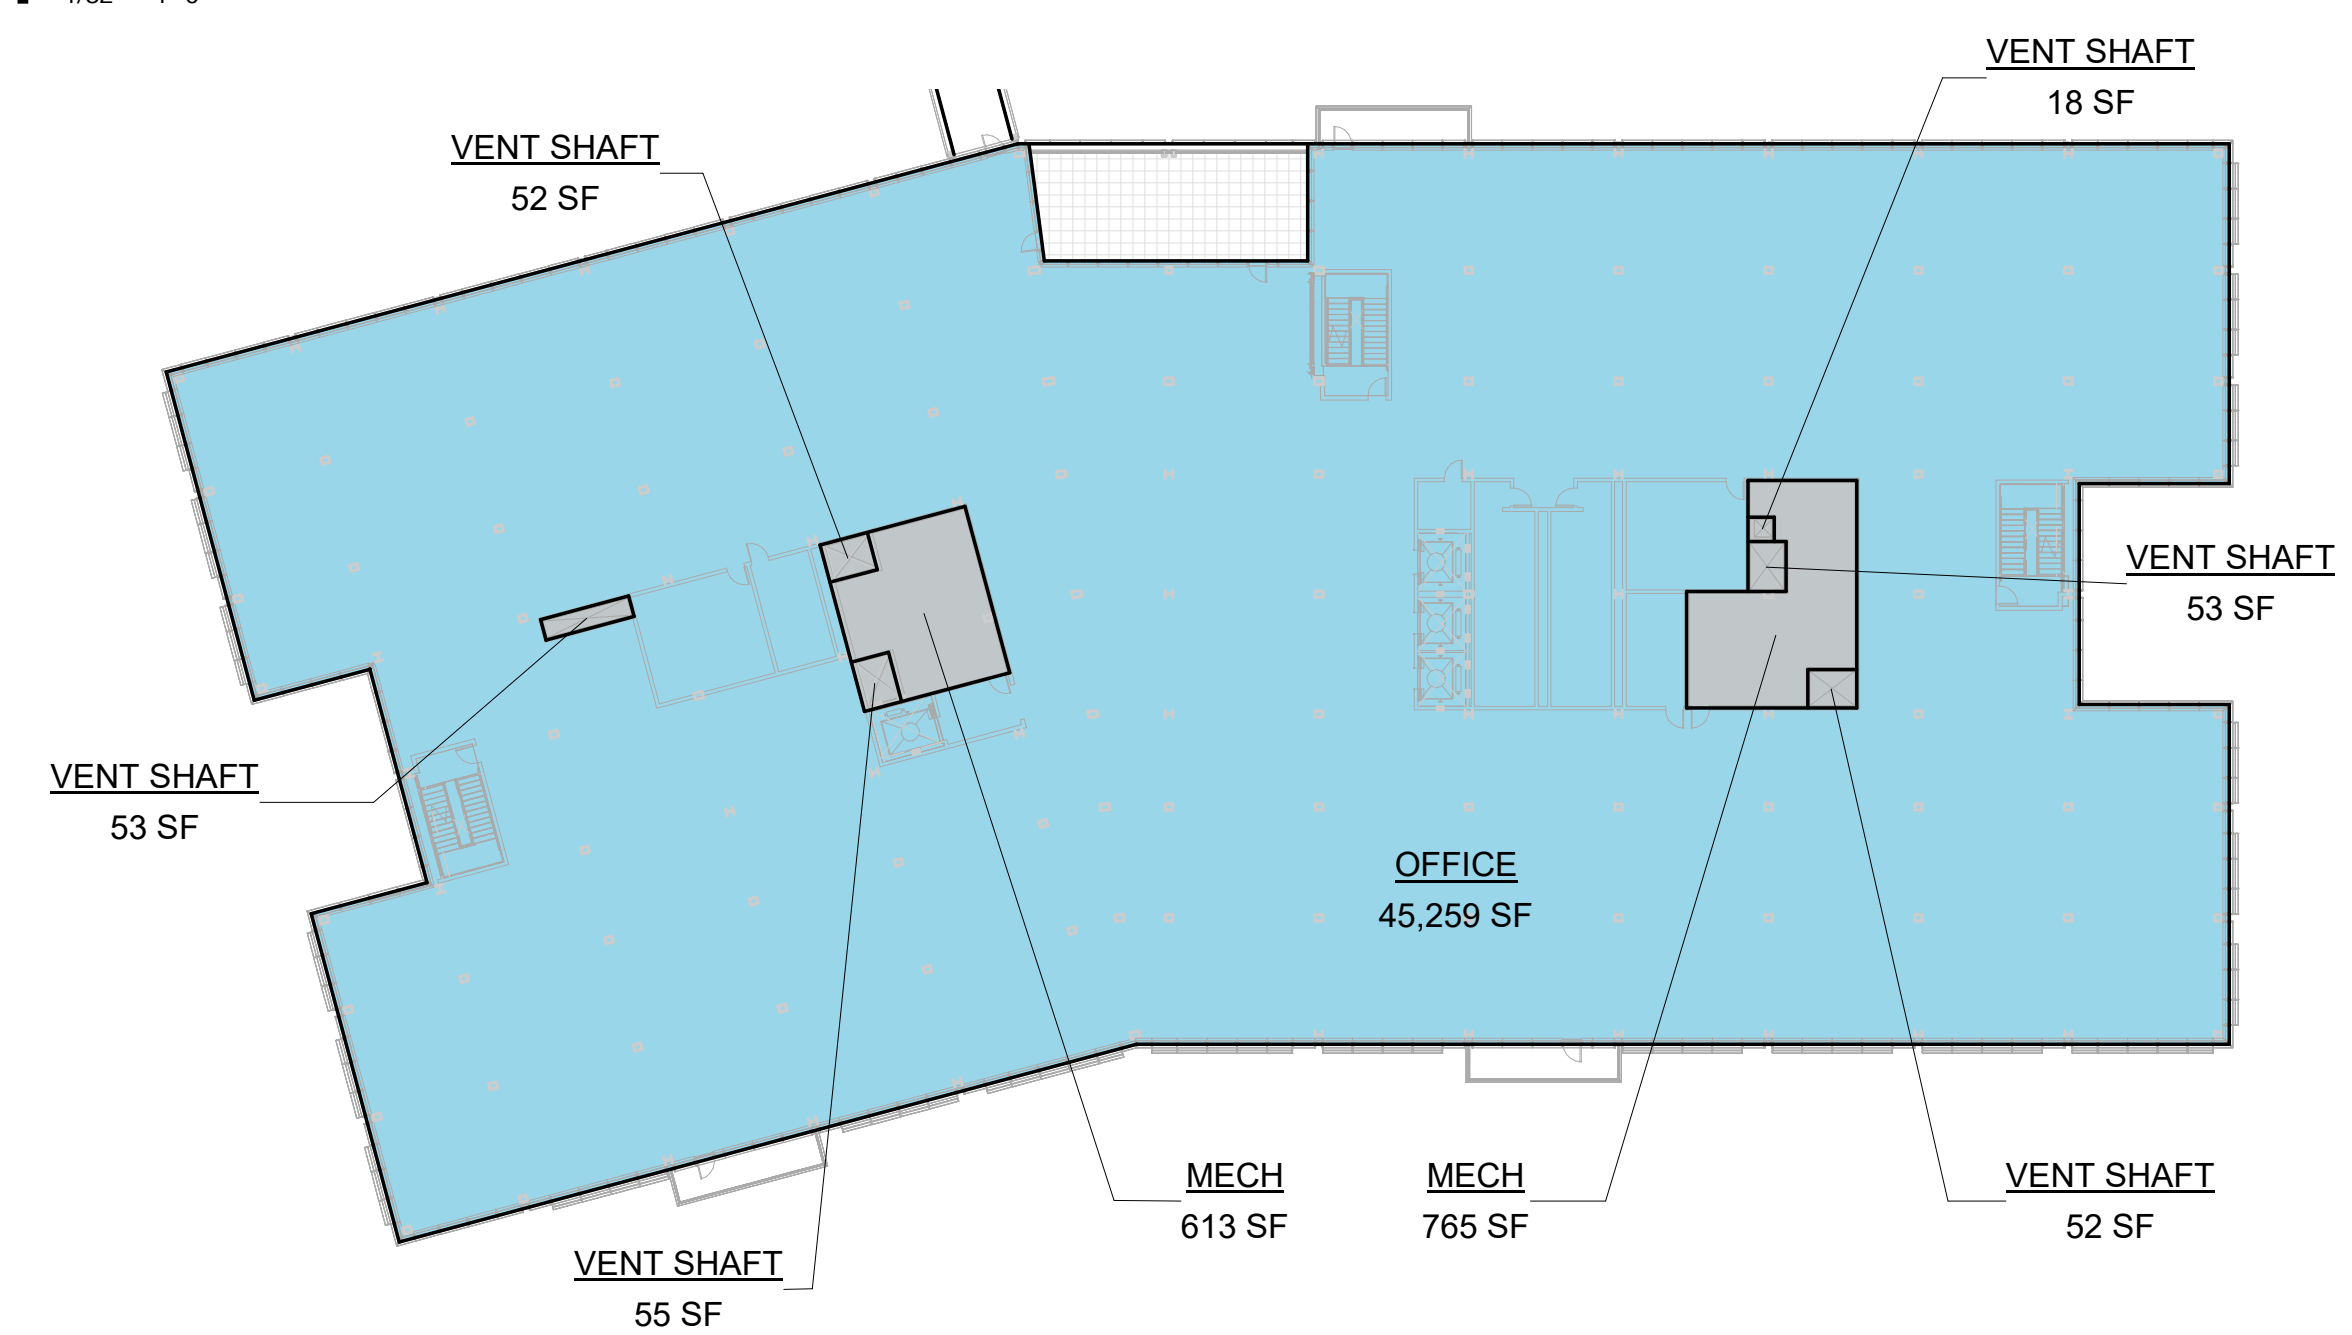 VENT SHAFT
18 SF
VENT SHAFT
52 SF
VENT SHAFT
53 SF
VENT SHAFT
53 SF
OFFICE
45,259 SF
MECH
613 SF
MECH
765 SF
VENT SHAFT
52 SF
VENT SHAFT
55 SF